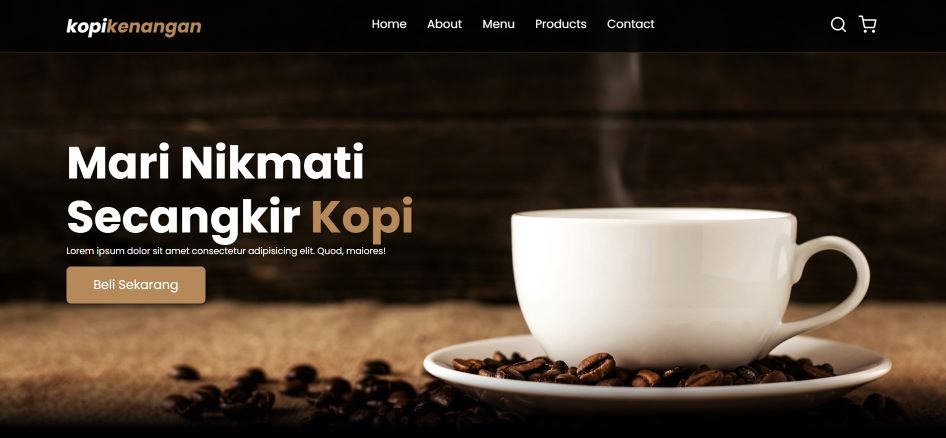 kopikenangan
Home About Menu Products Contact
Mari Nikmati
Secangkir Kopi
Lorem ipsum dolor sit amet consectetur adipisicing elit. Quod, maiores!
Beli Sekarang